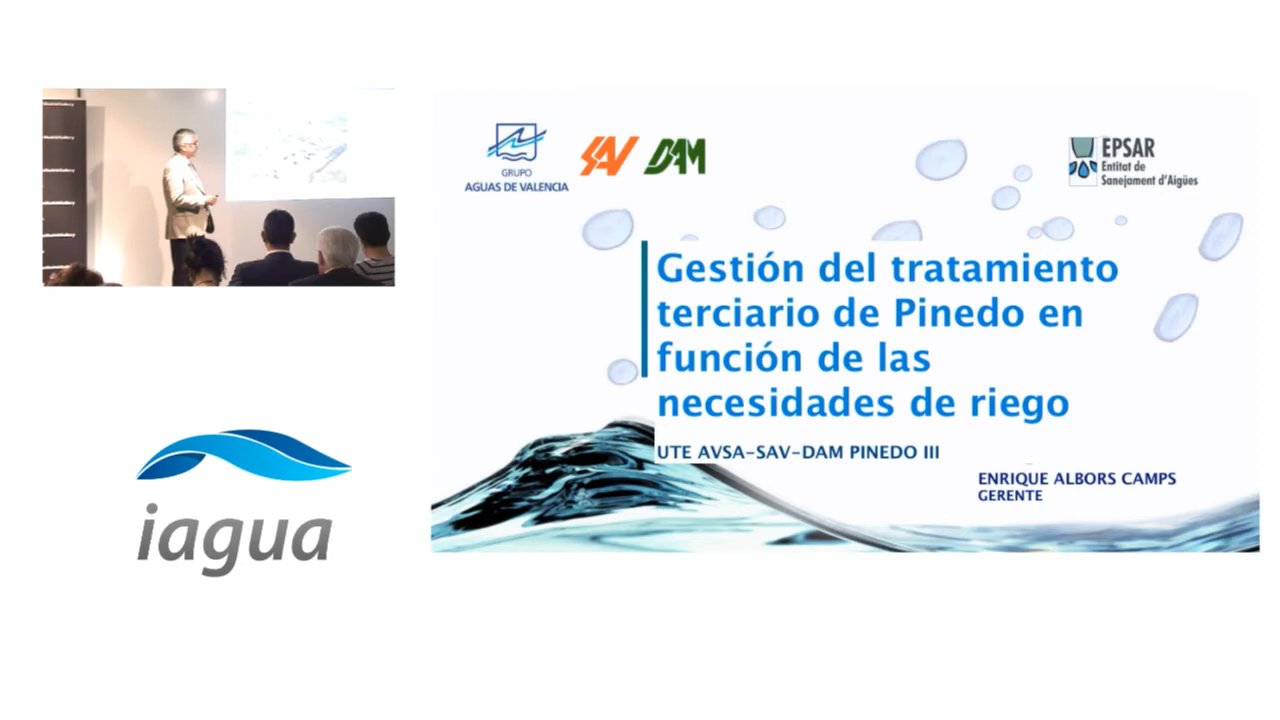 GRUPO
AGUAS DE VALENCIA
SAV
DAM
EPSAR
Entitat de
Sanejament d'Aigües
Gestión del tratamiento
terciario de Pinedo en
función de las
necesidades de riego
UTE AVSA-SAV-DAM PINEDO III
ENRIQUE ALBORS CAMPS
GERENTE
iagua